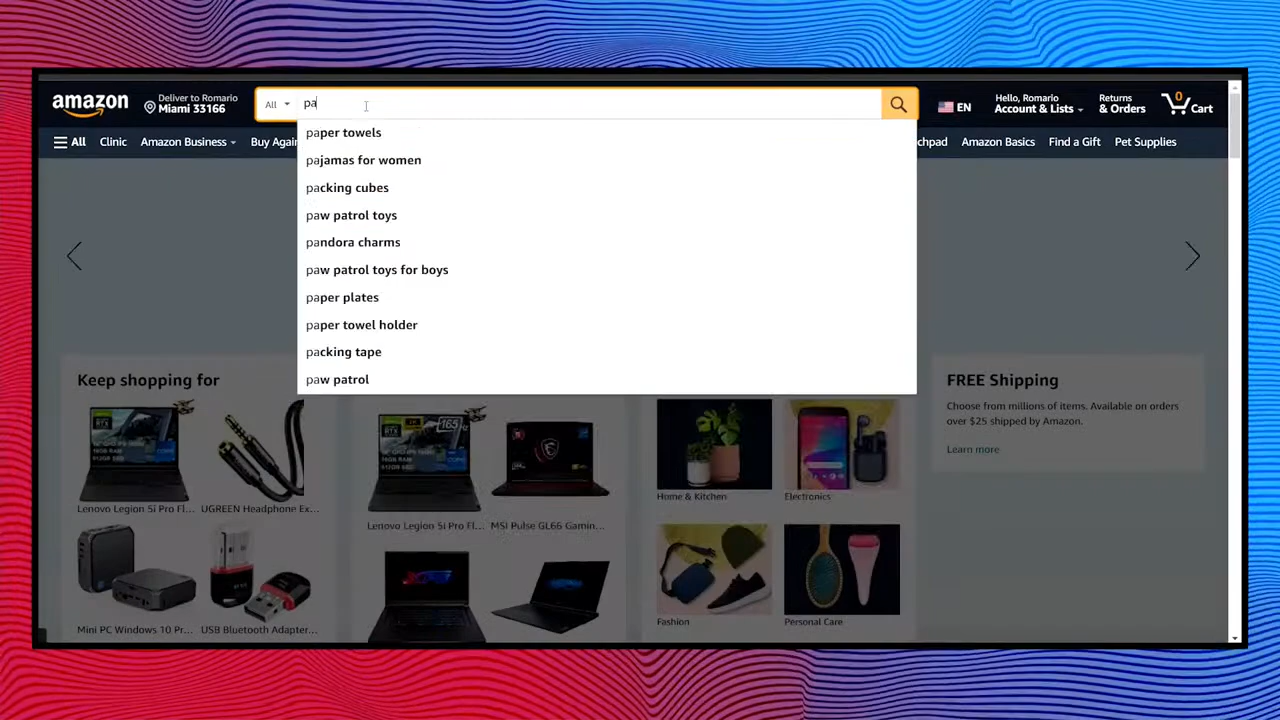 amazon
Deliver to Romario
Miami 33166
All
pa
EN
Hello, Romario
Account & Lists
Returns
& Orders
0
Cart
All
Clinic
Amazon Business
Buy Again
Amazon Basics
Find a Gift
Pet Supplies
paper towels
pajamas for women
packing cubes
paw patrol toys
pandora charms
paw patrol toys for boys
paper plates
paper towel holder
packing tape
paw patrol
Keep shopping for
Lenovo Legion 5i Pro Fl...
UGREEN Headphone Ex...
Mini PC Windows 10 Pr...
USB Bluetooth Adapter...
165
Lenovo Legion 5i Pro Fl...
MSI Pulse GL66 Gamin...
Home & Kitchen
Electronics
Fashion
Personal Care
FREE Shipping
Choose from millions of items. Available on orders
over $25 shipped by Amazon.
Learn more